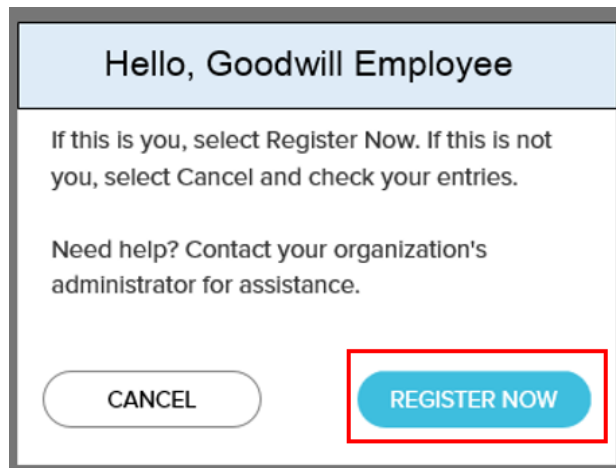 Hello, Goodwill Employee
If this is you, select Register Now. If this is not
you, select Cancel and check your entries.
Need help? Contact your organization's
administrator for assistance.
CANCEL
REGISTER NOW